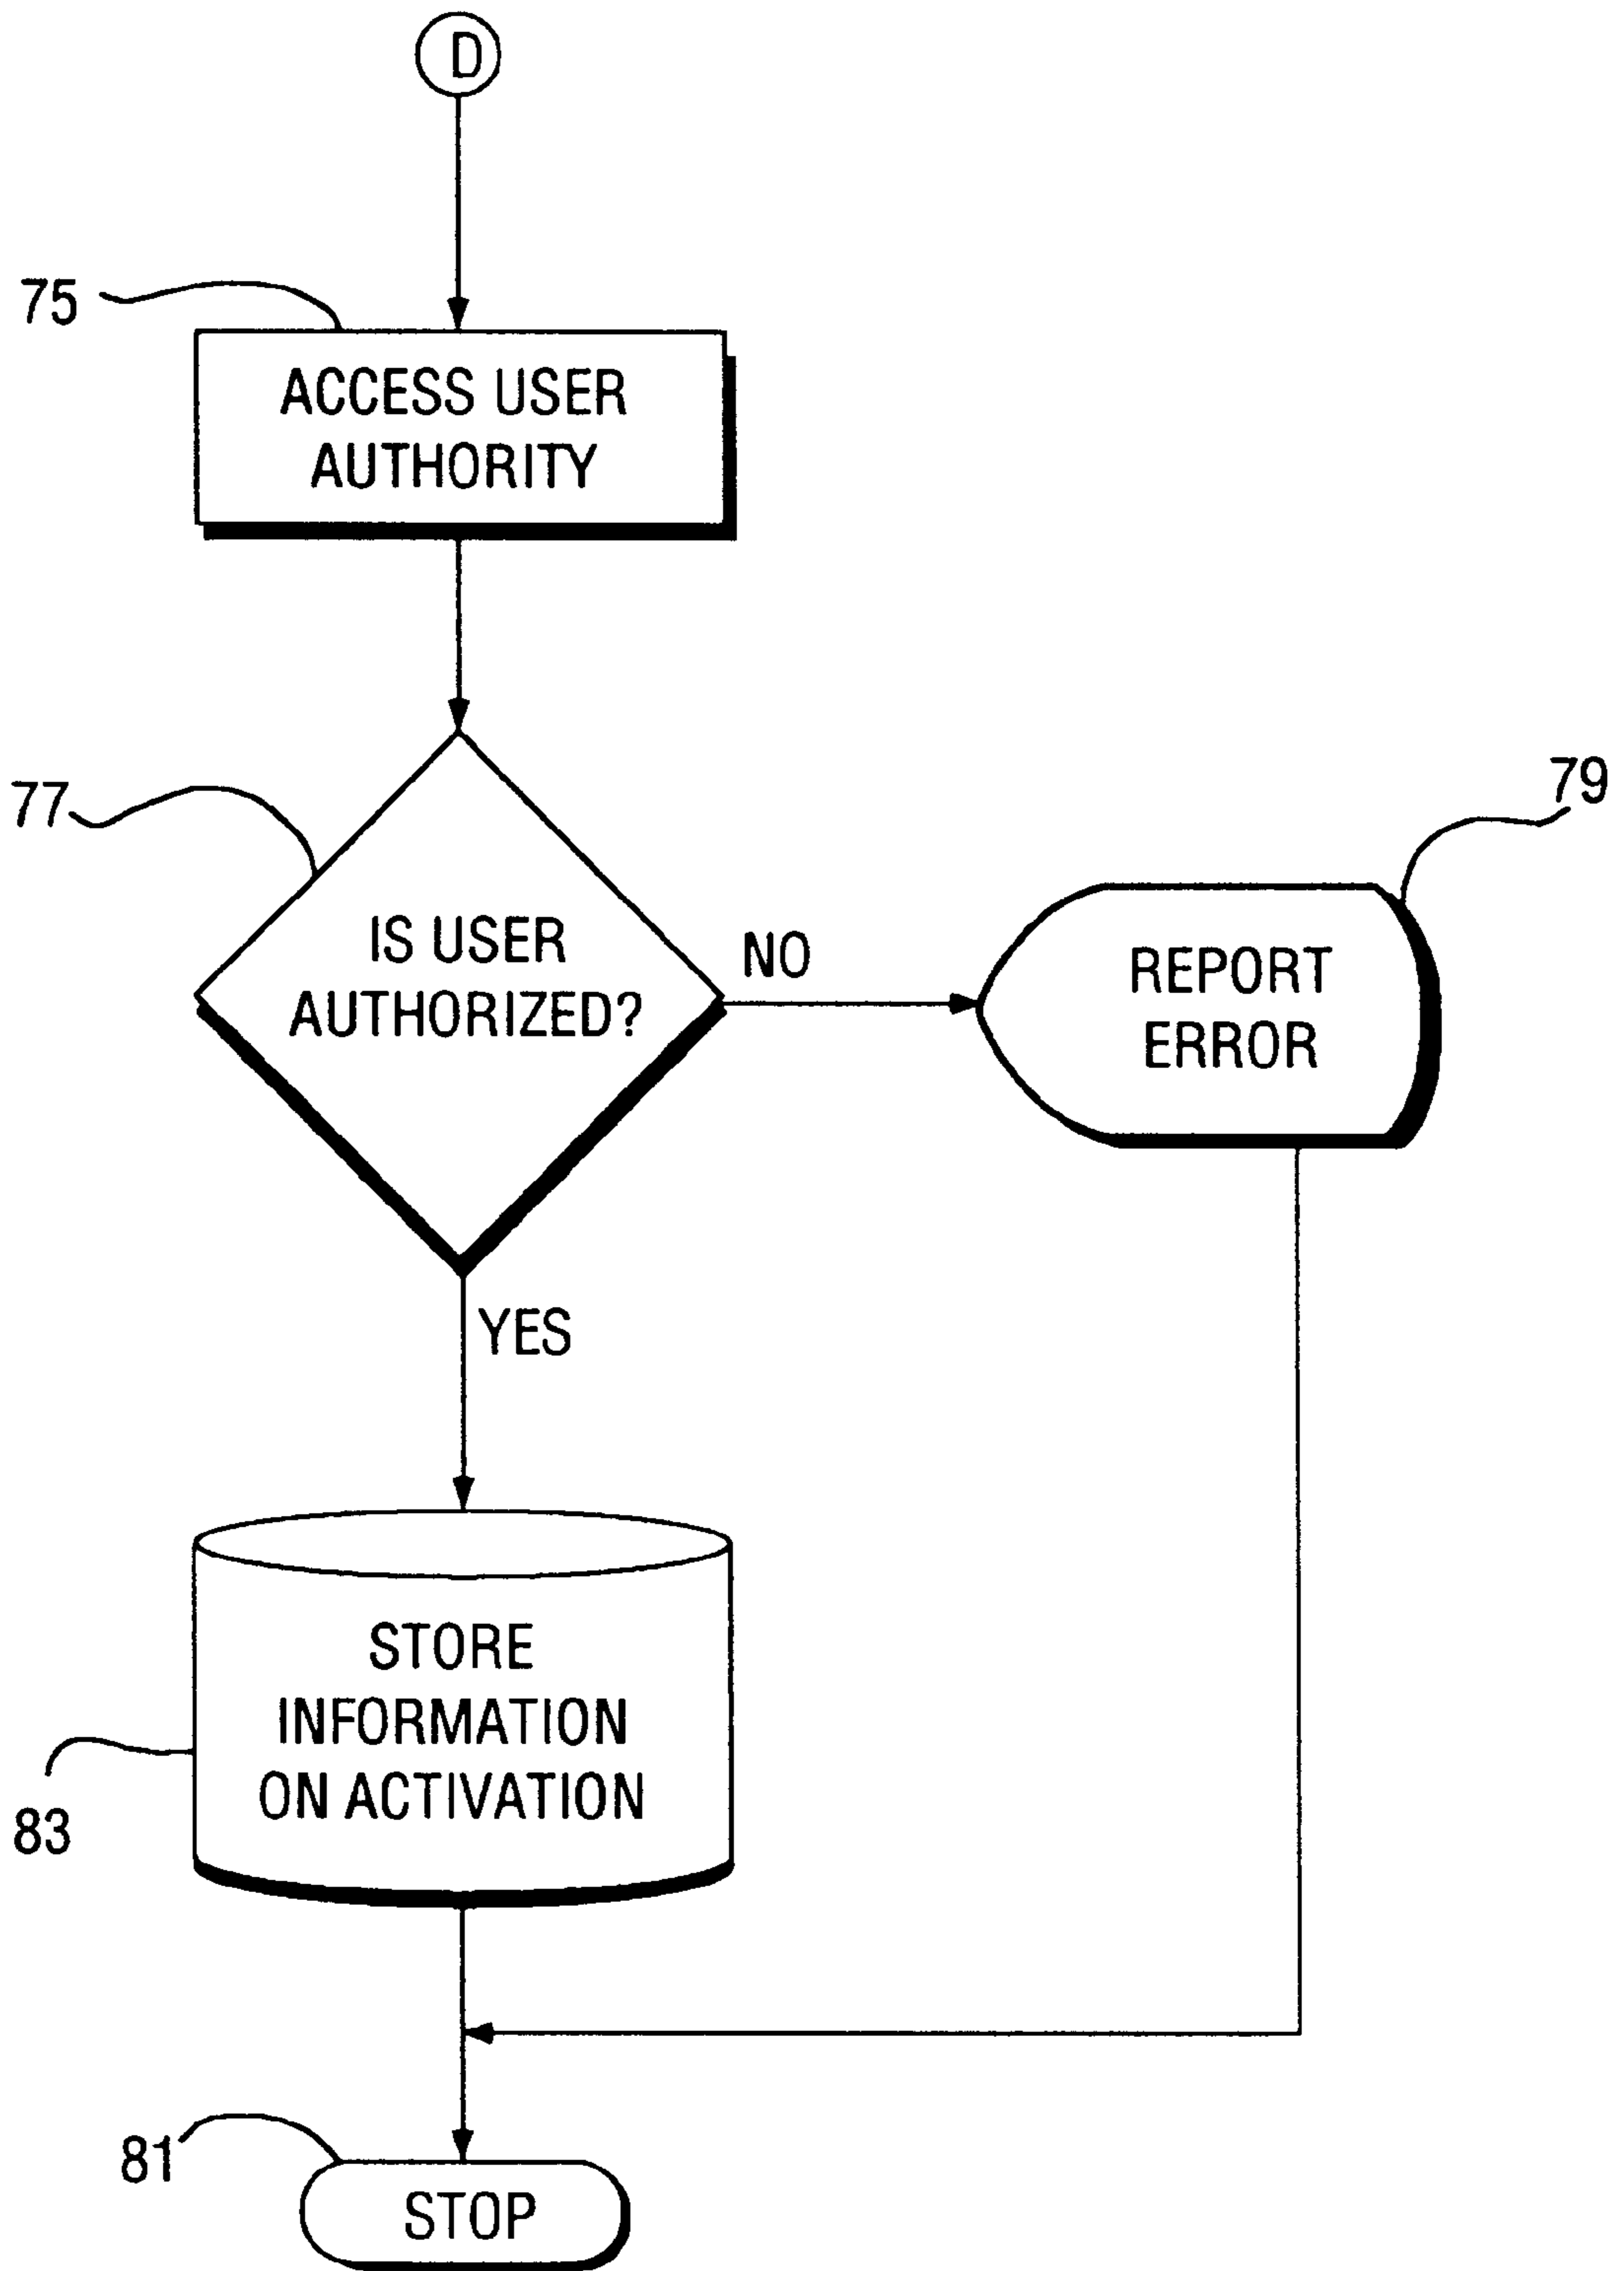 D
75
ACCESS USER
AUTHORITY
77
IS USER
AUTHORIZED?
NO
79
REPORT
ERROR
YES
STORE
INFORMATION
ON ACTIVATION
83
81
STOP